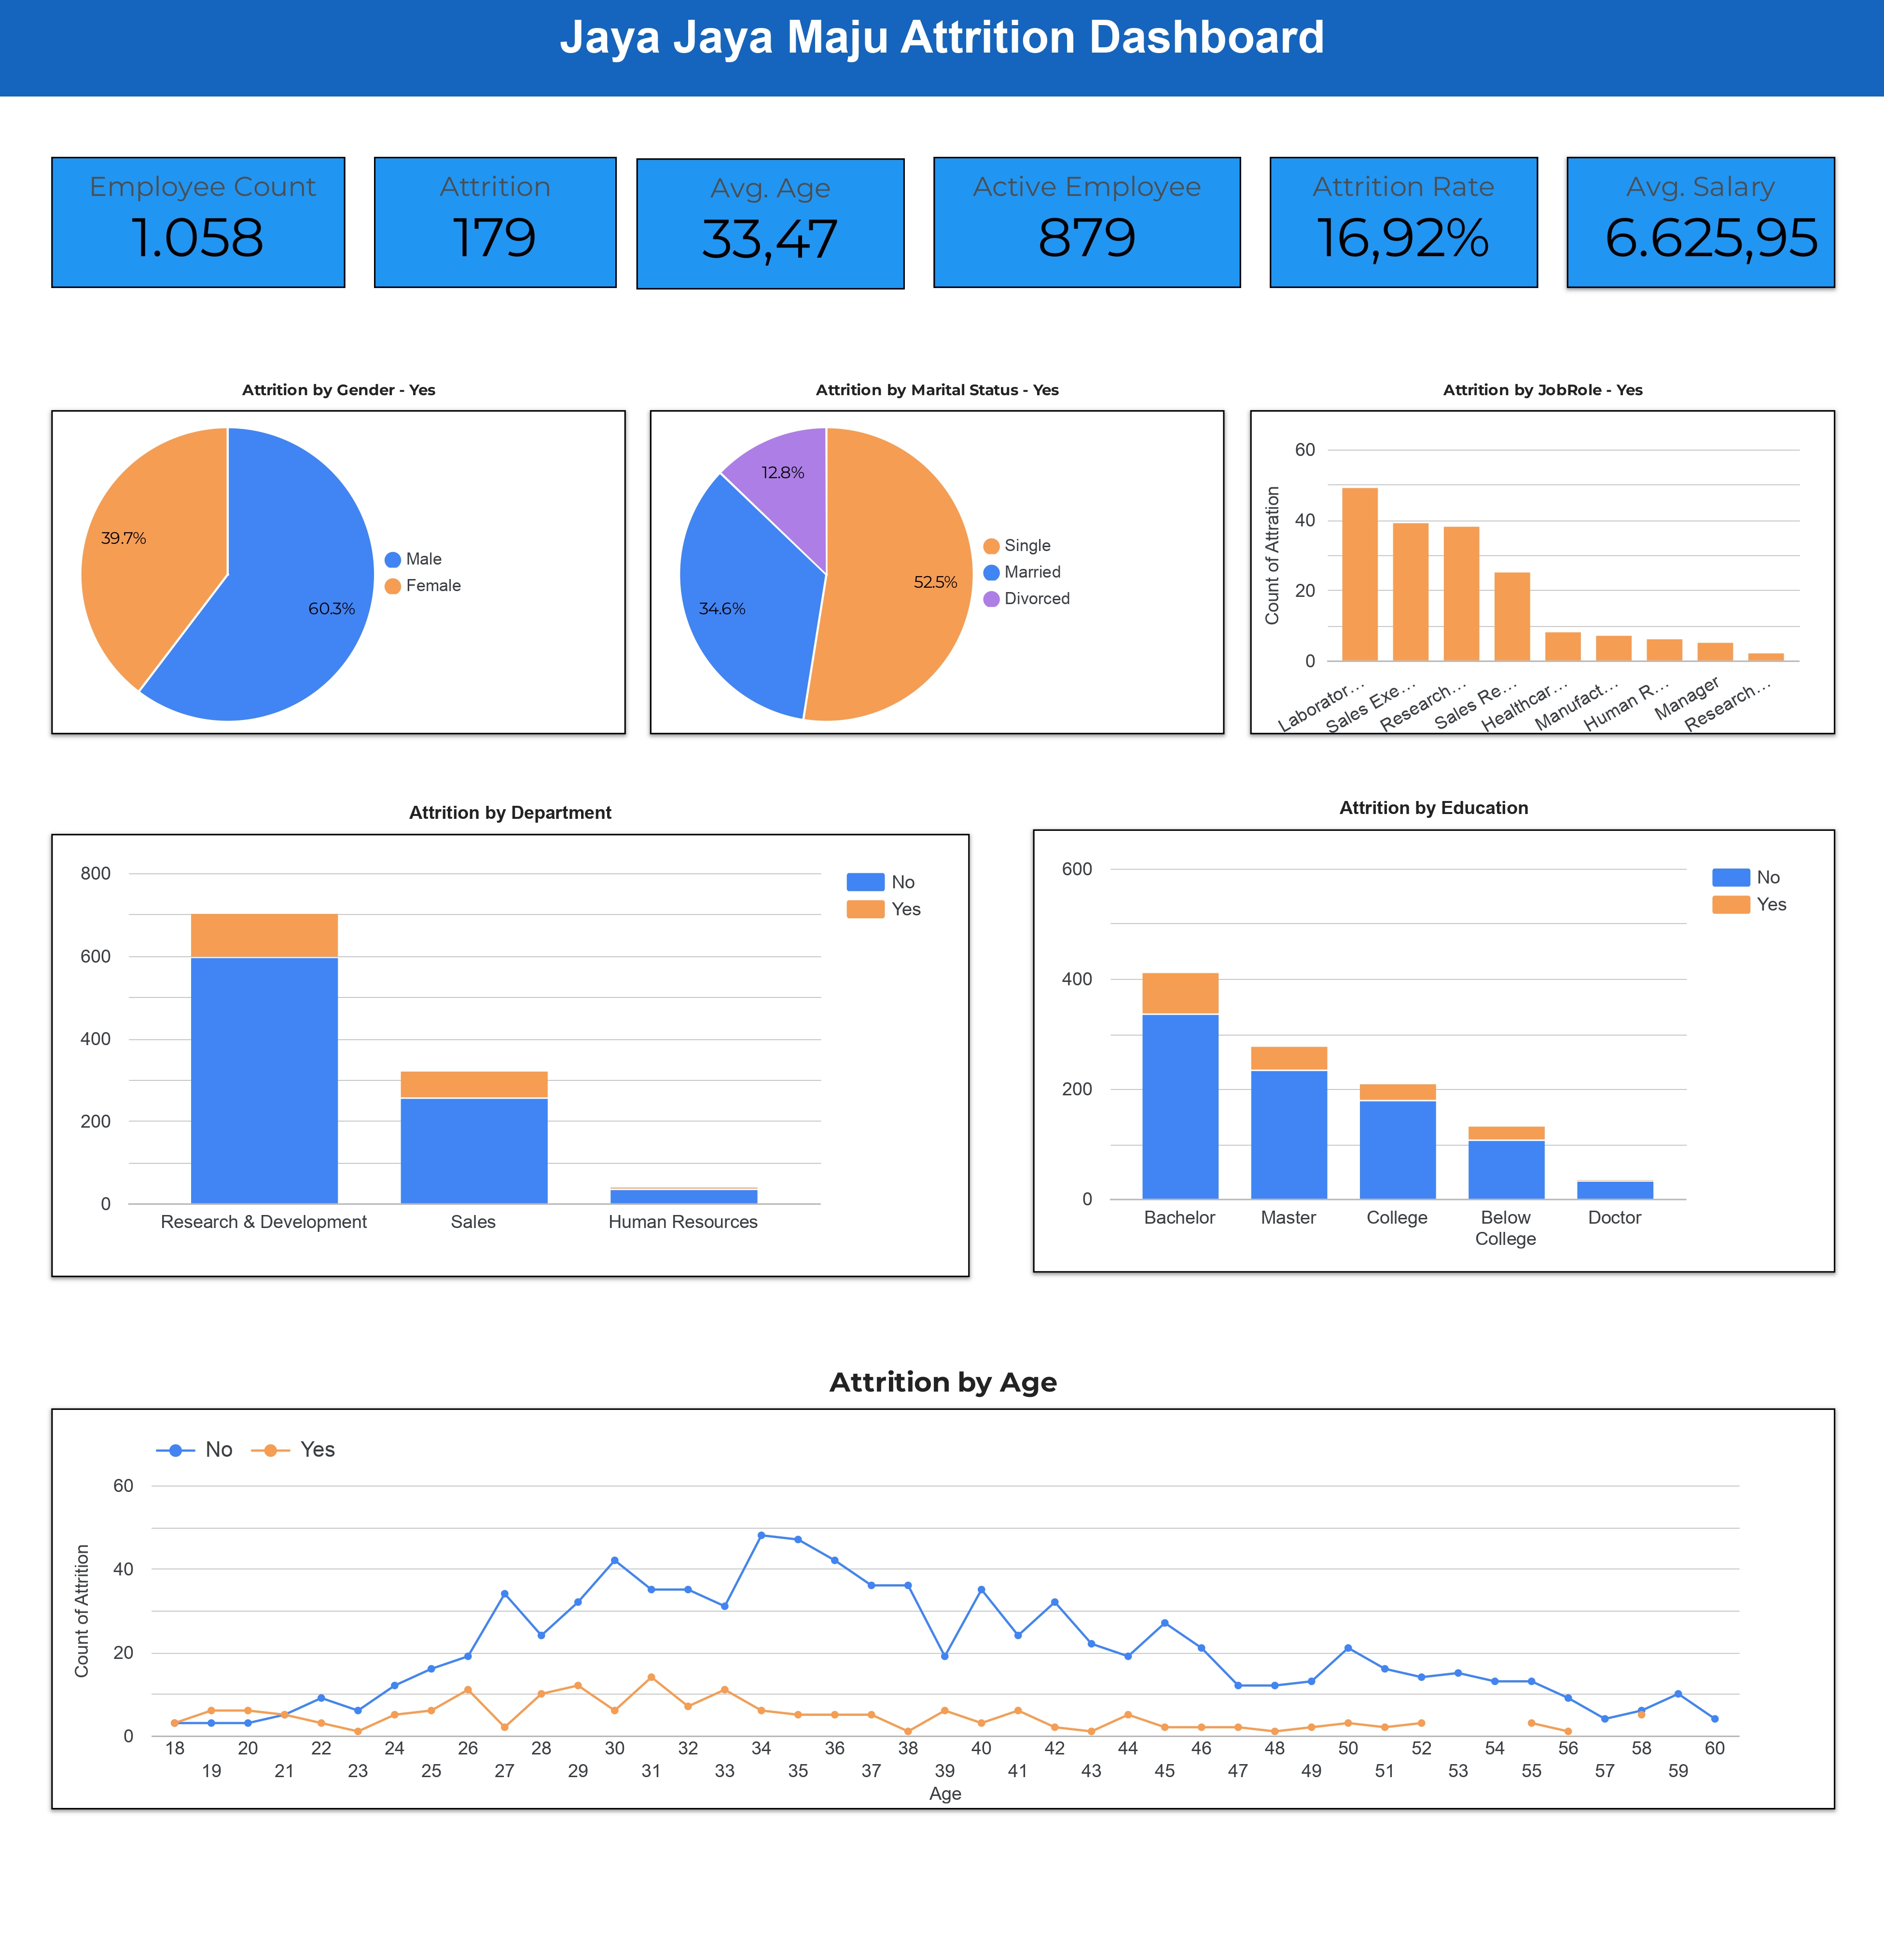 Jaya Jaya Maju Attrition Dashboard
Employee Count
1.058
Attrition
179
Avg. Age
33,47
Active Employee
879
Attrition Rate
16,92%
Avg. Salary
6.625,95
Attrition by Gender - Yes
39.7%
60.3%
Male
Female
Attrition by Marital Status - Yes
12.8%
34.6%
52.5%
Single
Married
Divorced
Attrition by JobRole - Yes
Count of Attration
60
40
20
0
Laborator...
Sales Exe...
Research...
Sales Re...
Healthcar...
Manufact...
Human R...
Manager
Research...
Attrition by Department
800
600
400
200
0
No
Yes
Research & Development
Sales
Human Resources
Attrition by Education
600
400
200
0
No
Yes
Bachelor
Master
College
Below
College
Doctor
Attrition by Age
No Yes
Count of Attrition
60
40
20
0
18 20 22 24 26 28 30 32 34 36 38 40 42 44 46 48 50 52 54 56 58 60
19 21 23 25 27 29 31 33 35 37 39 41 43 45 47 49 51 53 55 57 59
Age